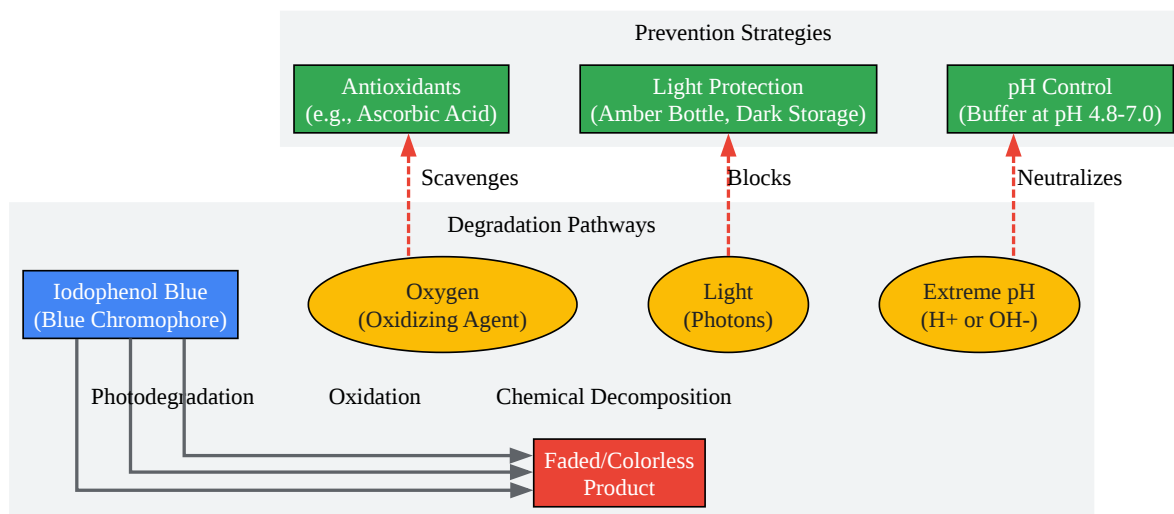 Prevention Strategies
Antioxidants
(e.g., Ascorbic Acid)
Light Protection
(Amber Bottle, Dark Storage)
pH Control
(Buffer at pH 4.8-7.0)
Scavenges
Blocks
Neutralizes
Degradation Pathways
Iodophenol Blue
(Blue Chromophore)
Oxygen
(Oxidizing Agent)
Light
(Photons)
Extreme pH
(H+ or OH-)
Photodegradation
Oxidation
Chemical Decomposition
Faded/Colorless
Product